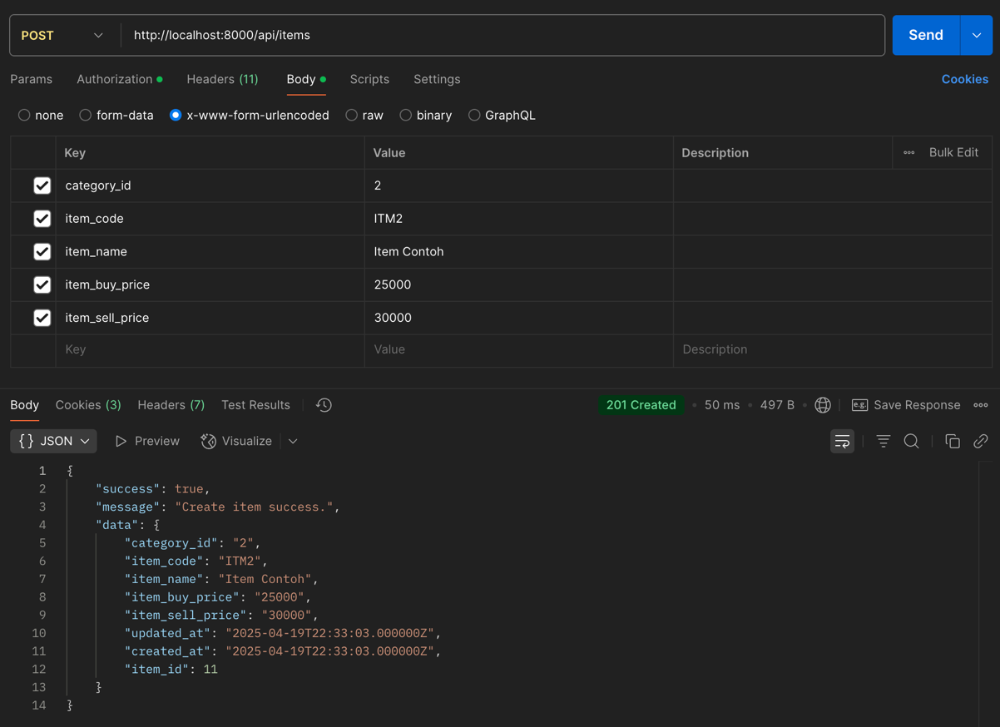 POST http://localhost:8000/api/items Send
Params Authorization Headers (11) Body Scripts Settings Cookies
none form-data x-www-form-urlencoded raw binary GraphQL
Key Value Description Bulk Edit
category_id 2
item_code ITM2
item_name Item Contoh
item_buy_price 25000
item_sell_price 30000
Key Value Description
Body Cookies (3) Headers (7) Test Results 201 Created 50 ms 497 B e.g. Save Response
{} JSON Preview Visualize
1 {
2 "success": true,
3 "message": "Create item success.",
4 "data": {
5 "category_id": "2",
6 "item_code": "ITM2",
7 "item_name": "Item Contoh",
8 "item_buy_price": "25000",
9 "item_sell_price": "30000",
10 "updated_at": "2025-04-19T22:33:03.000000Z",
11 "created_at": "2025-04-19T22:33:03.000000Z",
12 "item_id": 11
13 }
14 }